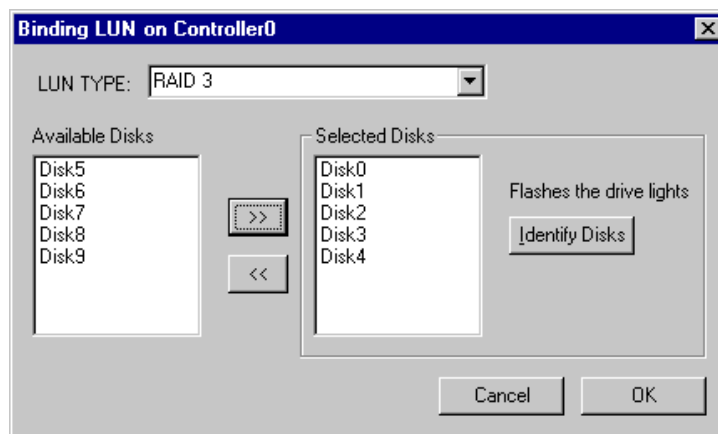 Binding LUN on Controller0
LUN TYPE: RAID 3
Available Disks
Disk5
Disk6
Disk7
Disk8
Disk9
>>
<<
Selected Disks
Disk0
Disk1
Disk2
Disk3
Disk4
Flashes the drive lights
Identify Disks
Cancel
OK